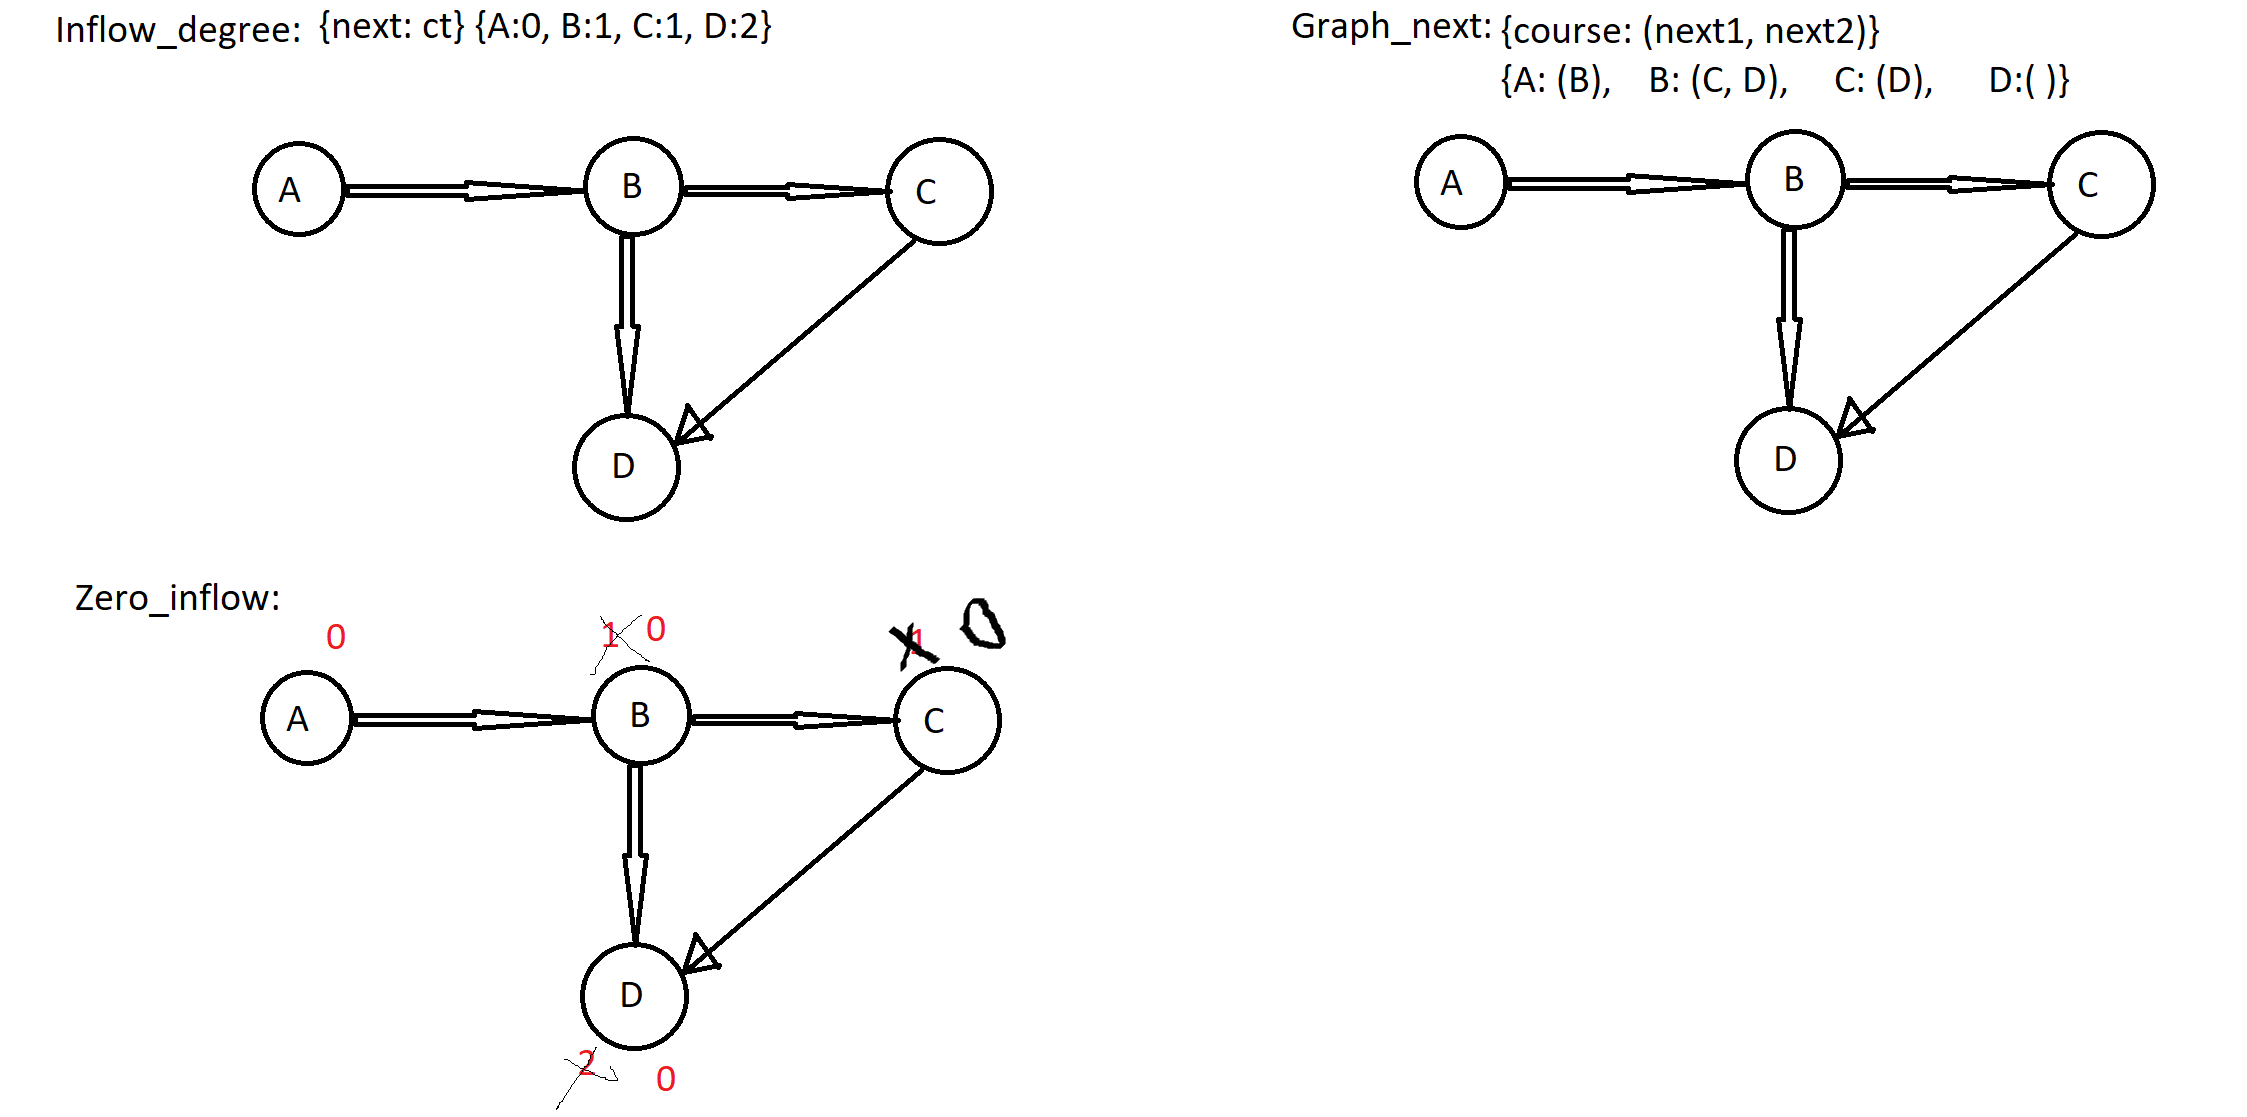 Inflow_degree: {next: ct} {A:0, B:1, C:1, D:2}
A
B
C
D
Graph_next: {course: (next1, next2)}
{A: (B), B: (C, D), C: (D), D:( )}
A
B
C
D
Zero_inflow:
0
1 0
1 0
A
B
C
D
2 0